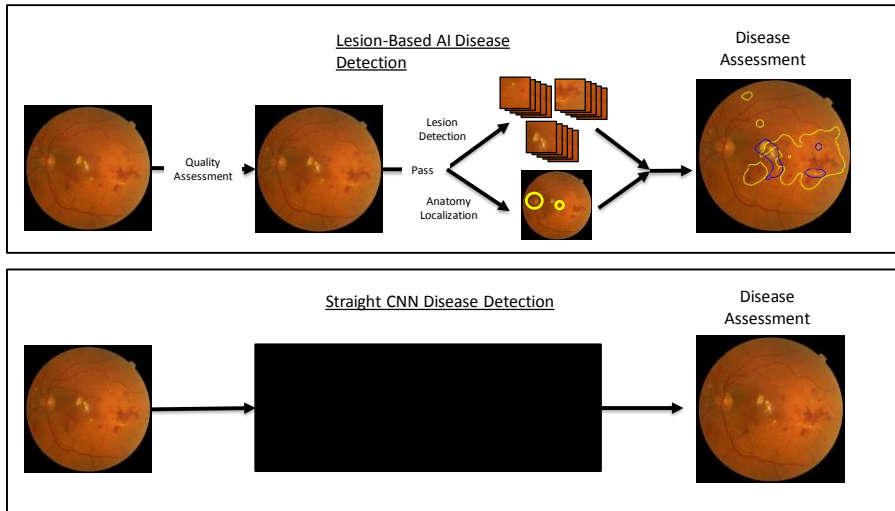 Lesion-Based AI Disease
Detection
Disease
Assessment
Quality
Assessment
Lesion
Detection
Pass
Anatomy
Localization
Straight CNN Disease Detection
Disease
Assessment